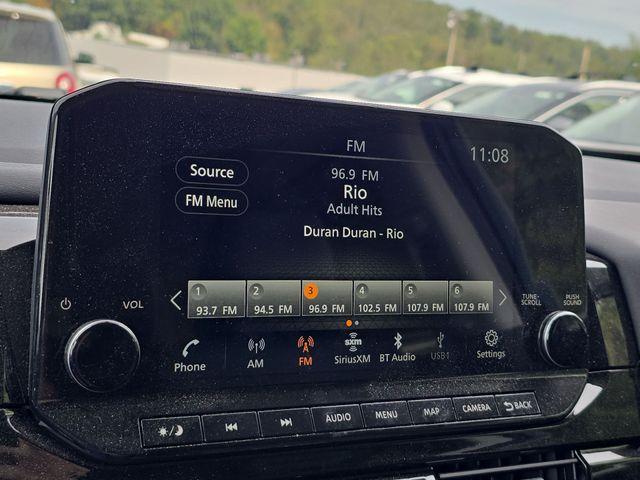 FM
11:08
Source
96.9 FM
Rio
FM Menu
Adult Hits
Duran Duran - Rio
1 2 3 4 5 6
93.7 FM 94.5 FM 96.9 FM 102.5 FM 107.9 FM 107.9 FM
VOL
TUNE-SCROLL
PUSH SOUND
sxm
Phone AM FM SiriusXM BT Audio USB1 Settings
AUDIO MENU MAP CAMERA BACK